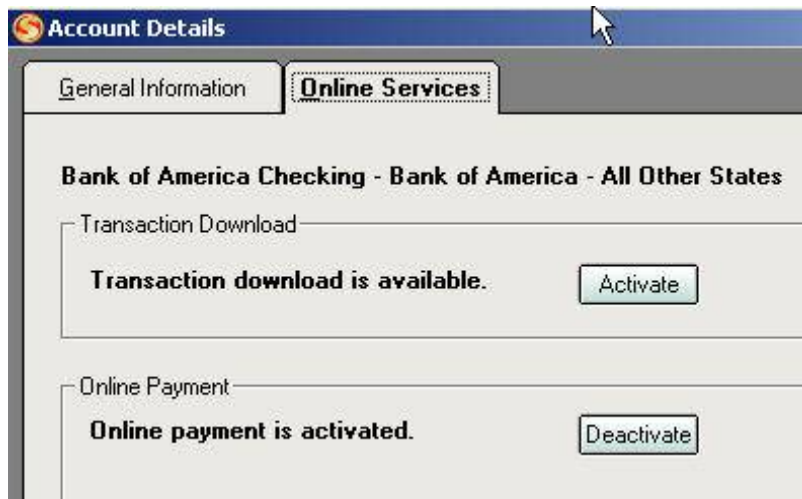 Account Details
General Information
Online Services
Bank of America Checking - Bank of America - All Other States
Transaction Download
Transaction download is available.
Activate
Online Payment
Online payment is activated.
Deactivate